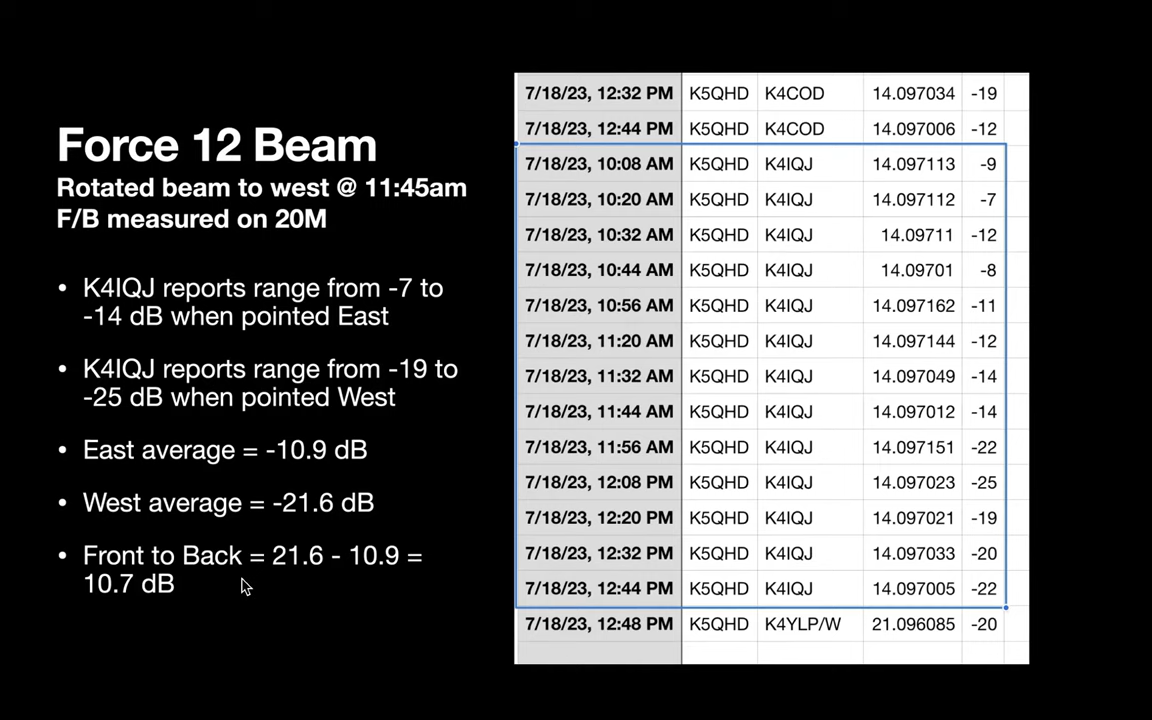 Force 12 Beam
Rotated beam to west @ 11:45am
F/B measured on 20M
• K4IQJ reports range from -7 to
-14 dB when pointed East
• K4IQJ reports range from -19 to
-25 dB when pointed West
• East average = -10.9 dB
• West average = -21.6 dB
• Front to Back = 21.6 - 10.9 =
10.7 dB
7/18/23, 12:32 PM K5QHD K4COD 14.097034 -19
7/18/23, 12:44 PM K5QHD K4COD 14.097006 -12
7/18/23, 10:08 AM K5QHD K4IQJ 14.097113 -9
7/18/23, 10:20 AM K5QHD K4IQJ 14.097112 -7
7/18/23, 10:32 AM K5QHD K4IQJ 14.09711 -12
7/18/23, 10:44 AM K5QHD K4IQJ 14.09701 -8
7/18/23, 10:56 AM K5QHD K4IQJ 14.097162 -11
7/18/23, 11:20 AM K5QHD K4IQJ 14.097144 -12
7/18/23, 11:32 AM K5QHD K4IQJ 14.097049 -14
7/18/23, 11:44 AM K5QHD K4IQJ 14.097012 -14
7/18/23, 11:56 AM K5QHD K4IQJ 14.097151 -22
7/18/23, 12:08 PM K5QHD K4IQJ 14.097023 -25
7/18/23, 12:20 PM K5QHD K4IQJ 14.097021 -19
7/18/23, 12:32 PM K5QHD K4IQJ 14.097033 -20
7/18/23, 12:44 PM K5QHD K4IQJ 14.097005 -22
7/18/23, 12:48 PM K5QHD K4YLP/W 21.096085 -20